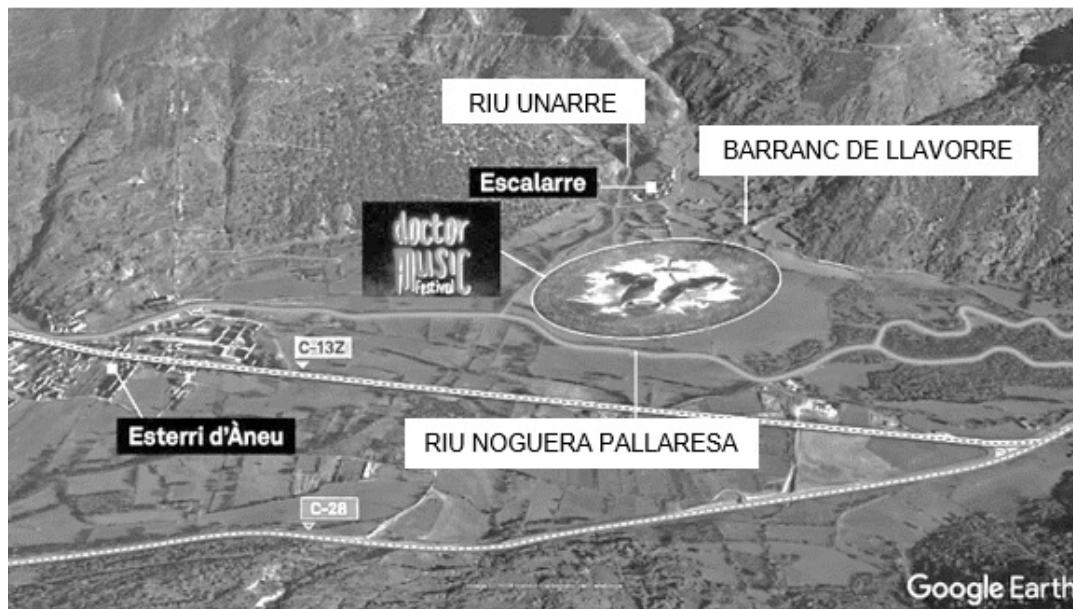 RIU UNARRE
BARRANC DE LLAVORRE
Escalarre
doctor
music
festival
C-13Z
Esterri d'Àneu
RIU NOGUERA PALLARESA
C-28
Google Earth